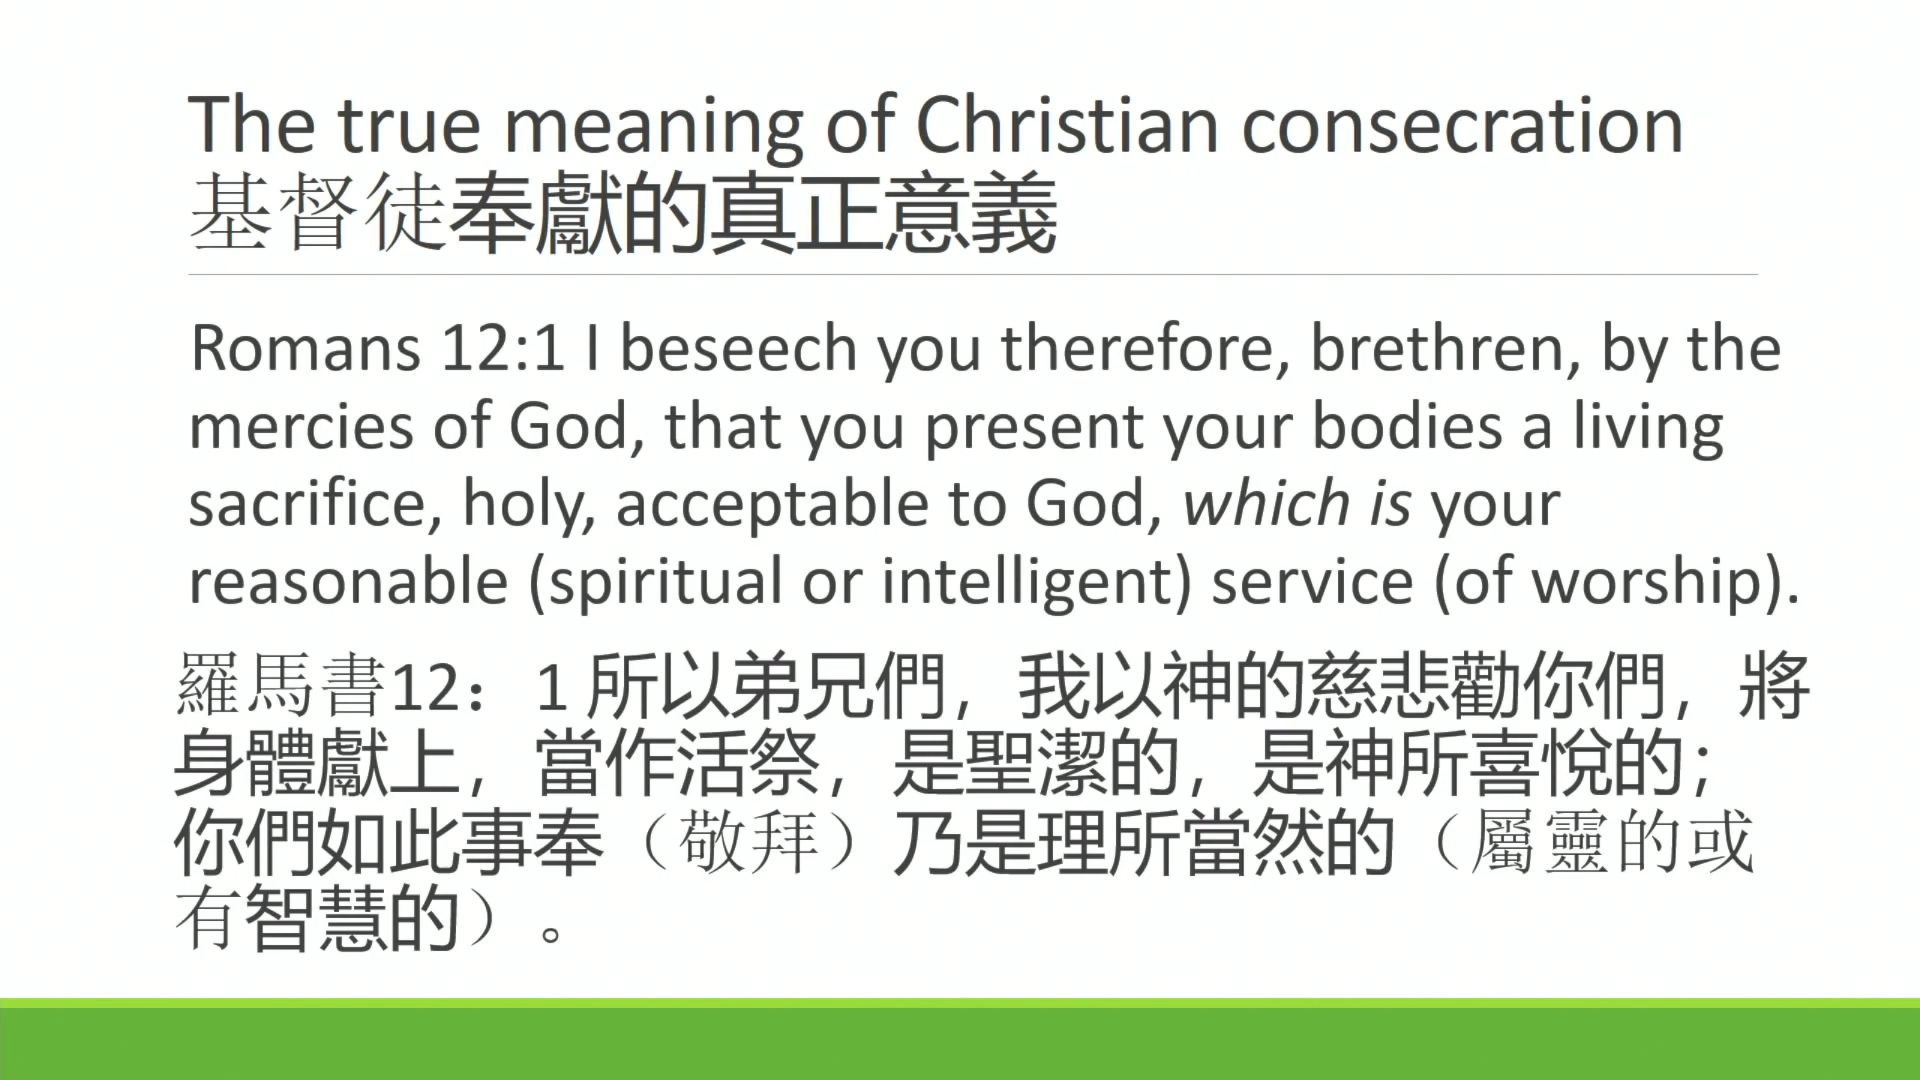 The true meaning of Christian consecration
基督徒奉獻的真正意義
Romans 12:1 I beseech you therefore, brethren, by the
mercies of God, that you present your bodies a living
sacrifice, holy, acceptable to God, which is your
reasonable (spiritual or intelligent) service (of worship).
羅馬書12：1 所以弟兄們，我以神的慈悲勸你們，將
身體獻上，當作活祭，是聖潔的，是神所喜悅的；
你們如此事奉（敬拜）乃是理所當然的（屬靈的或
有智慧的）。